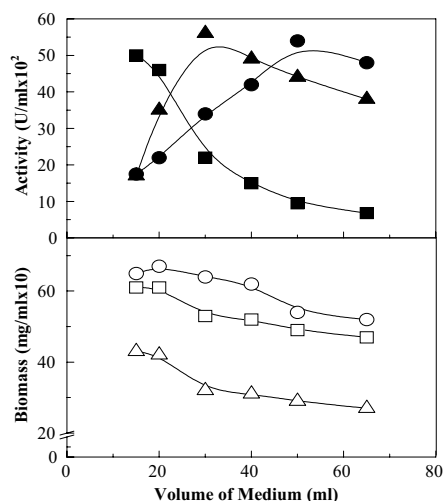 60
50
40
30
20
10
0
Activity (U/mlx10²)
60
40
20
0
Biomass (mg/mlx10)
0 20 40 60 80
Volume of Medium (ml)